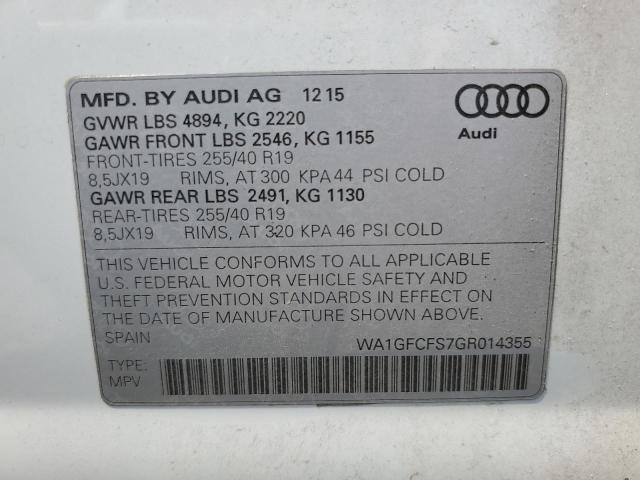 MFD. BY AUDI AG 12 15
GVWR LBS 4894, KG 2220
GAWR FRONT LBS 2546, KG 1155
FRONT-TIRES 255/40 R19
8,5JX19 RIMS, AT 300 KPA 44 PSI COLD
GAWR REAR LBS 2491, KG 1130
REAR-TIRES 255/40 R19
8,5JX19 RIMS, AT 320 KPA 46 PSI COLD
Audi
THIS VEHICLE CONFORMS TO ALL APPLICABLE
U.S. FEDERAL MOTOR VEHICLE SAFETY AND
THEFT PREVENTION STANDARDS IN EFFECT ON
THE DATE OF MANUFACTURE SHOWN ABOVE.
SPAIN WA1GFCFS7GR014355
TYPE:
MPV